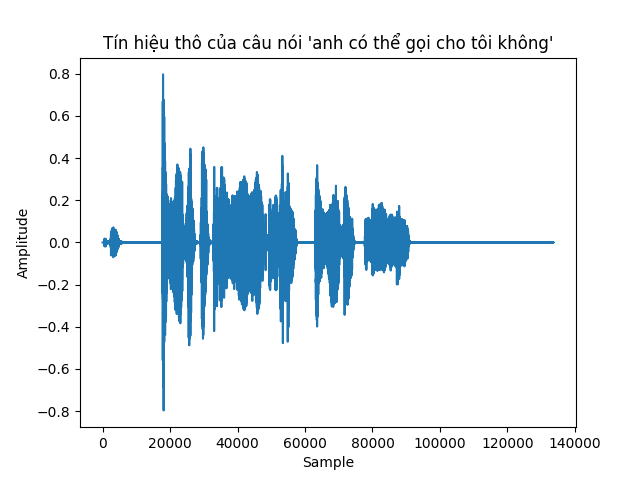 Tín hiệu thô của câu nói 'anh có thể gọi cho tôi không'
0.8
0.6
0.4
0.2
0.0
−0.2
−0.4
−0.6
−0.8
Amplitude
0 20000 40000 60000 80000 100000 120000 140000
Sample